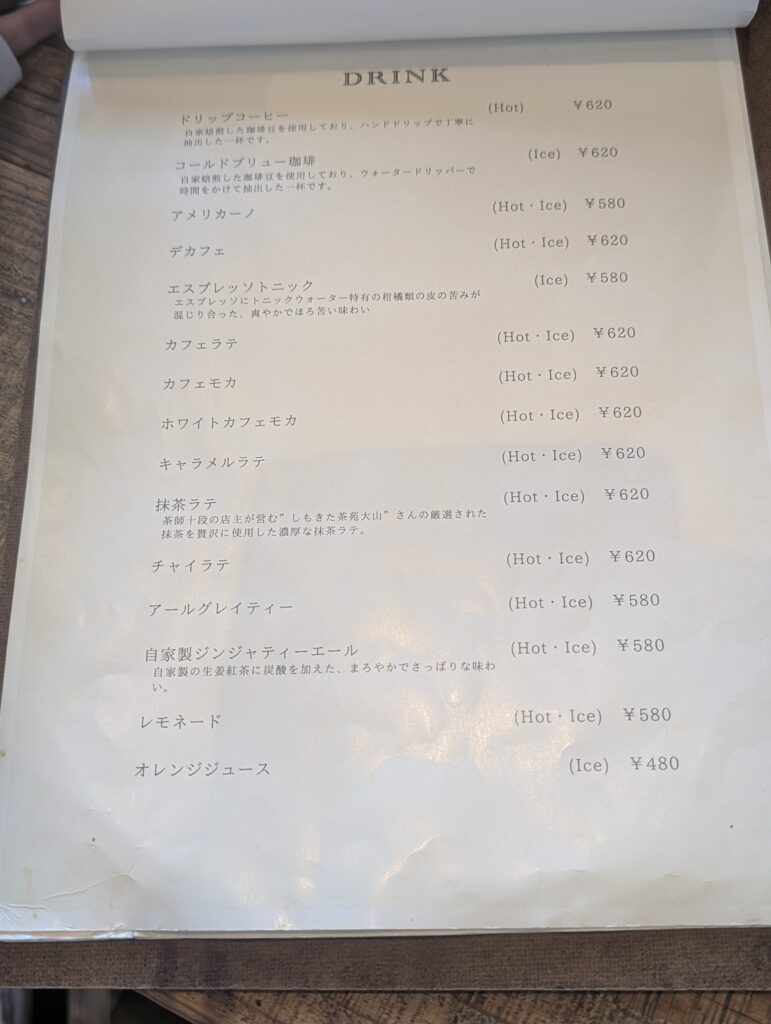 DRINK
ドリップコーヒー (Hot) ¥620
自家焙煎した珈琲豆を使用しており、ハンドドリップで丁寧に
抽出した一杯です。
コールドブリュー珈琲 (Ice) ¥620
自家焙煎した珈琲豆を使用しており、ウォータードリッパーで
時間をかけて抽出した一杯です。
アメリカーノ (Hot・Ice) ¥580
デカフェ (Hot・Ice) ¥620
エスプレッソトニック (Ice) ¥580
エスプレッソにトニックウォーター特有の柑橘類の皮の苦みが
混じり合った、爽やかでほろ苦い味わい
カフェラテ (Hot・Ice) ¥620
カフェモカ (Hot・Ice) ¥620
ホワイトカフェモカ (Hot・Ice) ¥620
キャラメルラテ (Hot・Ice) ¥620
抹茶ラテ (Hot・Ice) ¥620
茶師十段の店主が営む”しもきた茶苑大山”さんの厳選された
抹茶を贅沢に使用した濃厚な抹茶ラテ。
チャイラテ (Hot・Ice) ¥620
アールグレイティー (Hot・Ice) ¥580
自家製ジンジャティーエール (Hot・Ice) ¥580
自家製の生姜紅茶に炭酸を加えた、まろやかでさっぱりな味わ
い。
レモネード (Hot・Ice) ¥580
オレンジジュース (Ice) ¥480